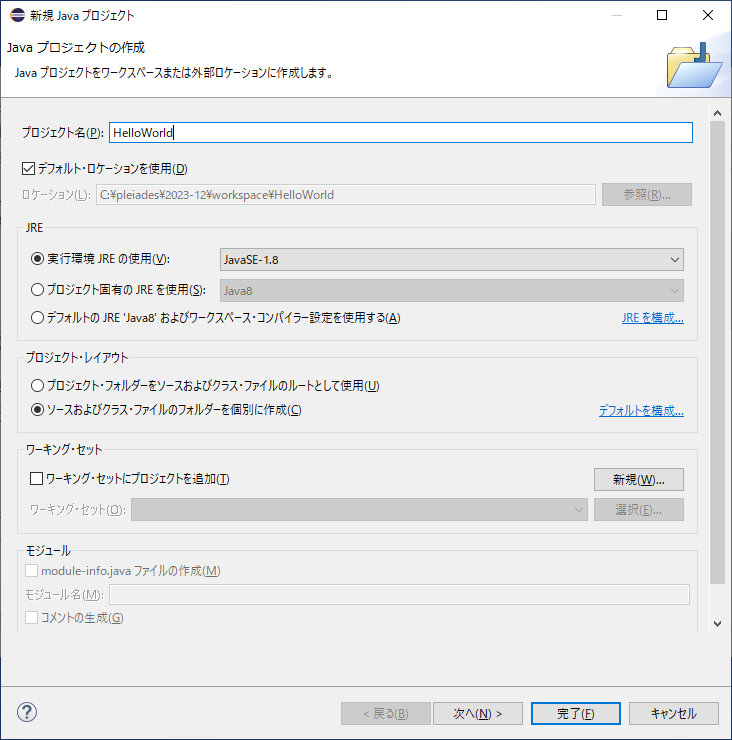 新規 Java プロジェクト
Java プロジェクトの作成
Java プロジェクトをワークスペースまたは外部ロケーションに作成します。
プロジェクト名(P): HelloWorld
デフォルト・ロケーションを使用(D)
ロケーション(L): C:¥pleiades¥2023-12¥workspace¥HelloWorld 参照(R)...
JRE
実行環境 JRE の使用(V): JavaSE-1.8
プロジェクト固有の JRE を使用(S): Java8
デフォルトの JRE 'Java8' およびワークスペース・コンパイラー設定を使用する(A) JRE を構成...
プロジェクト・レイアウト
プロジェクト・フォルダーをソースおよびクラス・ファイルのルートとして使用(U)
ソースおよびクラス・ファイルのフォルダーを個別に作成(C) デフォルトを構成...
ワーキング・セット
ワーキング・セットにプロジェクトを追加(T) 新規(W)...
ワーキング・セット(O): 選択(E)...
モジュール
module-info.java ファイルの作成(M)
モジュール名(M):
コメントの生成(G)
? < 戻る(B) 次へ(N) > 完了(F) キャンセル